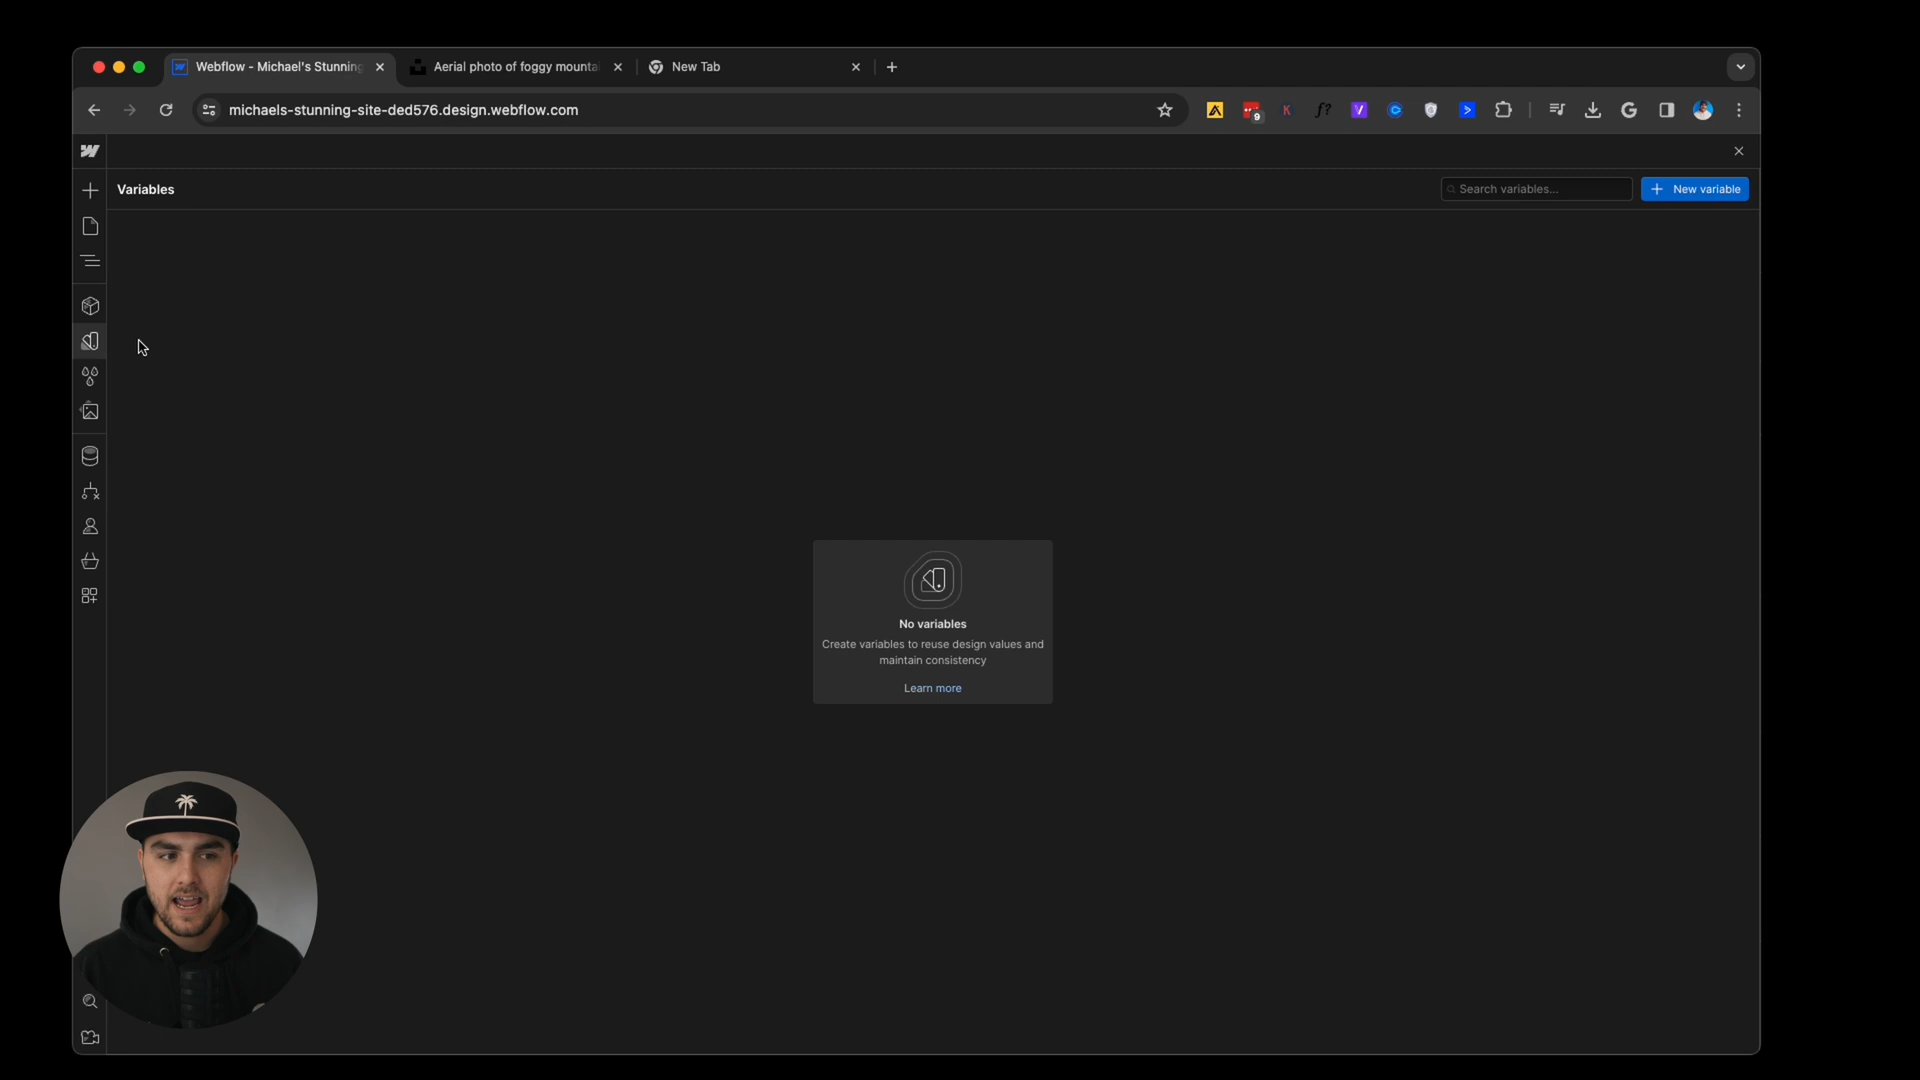 Webflow - Michael's Stunning
Aerial photo of foggy mounta
New Tab
michaels-stunning-site-ded576.design.webflow.com
A
9
K
f?
V
G
Variables
Search variables...
New variable
No variables
Create variables to reuse design values and
maintain consistency
Learn more